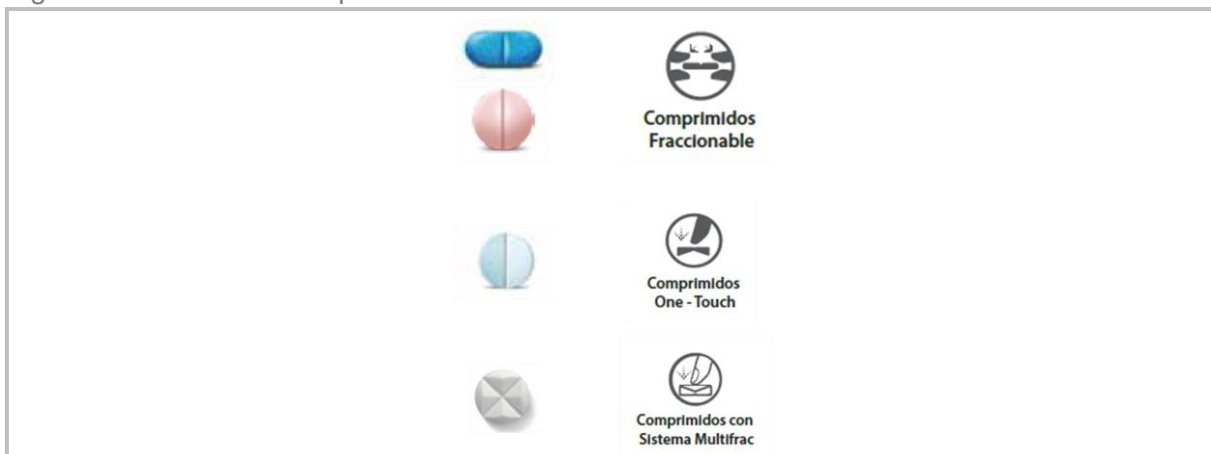 Comprimidos
Fraccionable
Comprimidos
One - Touch
Comprimidos con
Sistema Multifrac